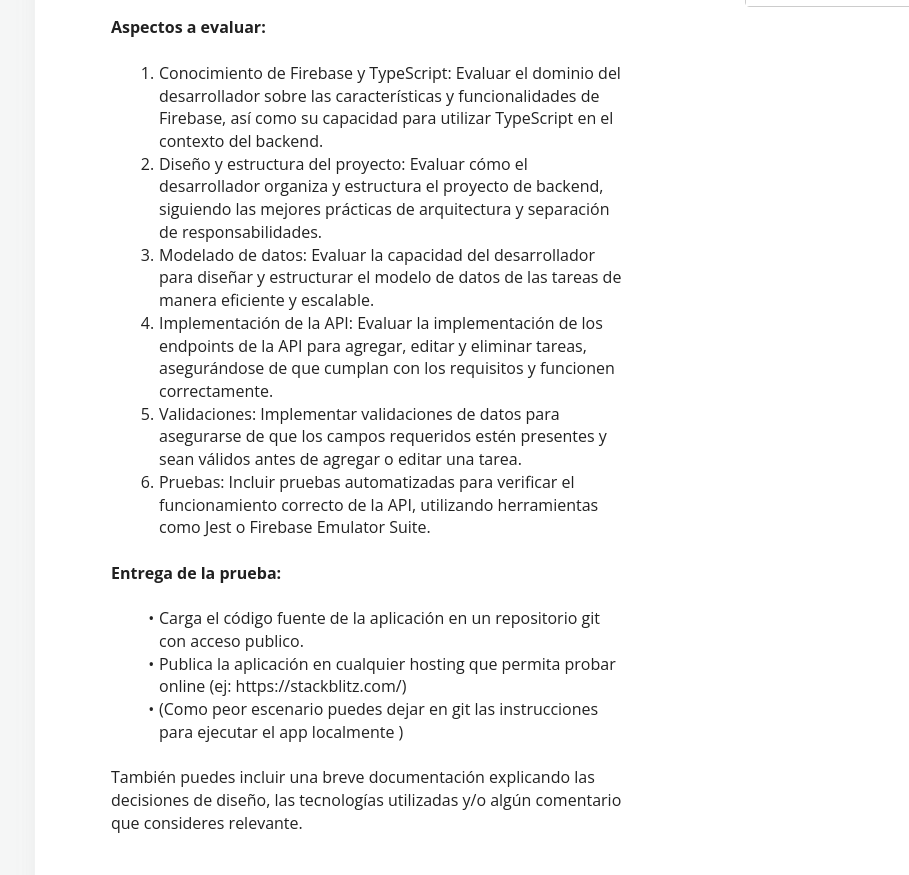 Aspectos a evaluar:
1. Conocimiento de Firebase y TypeScript: Evaluar el dominio del
desarrollador sobre las características y funcionalidades de
Firebase, así como su capacidad para utilizar TypeScript en el
contexto del backend.
2. Diseño y estructura del proyecto: Evaluar cómo el
desarrollador organiza y estructura el proyecto de backend,
siguiendo las mejores prácticas de arquitectura y separación
de responsabilidades.
3. Modelado de datos: Evaluar la capacidad del desarrollador
para diseñar y estructurar el modelo de datos de las tareas de
manera eficiente y escalable.
4. Implementación de la API: Evaluar la implementación de los
endpoints de la API para agregar, editar y eliminar tareas,
asegurándose de que cumplan con los requisitos y funcionen
correctamente.
5. Validaciones: Implementar validaciones de datos para
asegurarse de que los campos requeridos estén presentes y
sean válidos antes de agregar o editar una tarea.
6. Pruebas: Incluir pruebas automatizadas para verificar el
funcionamiento correcto de la API, utilizando herramientas
como Jest o Firebase Emulator Suite.
Entrega de la prueba:
• Carga el código fuente de la aplicación en un repositorio git
con acceso publico.
• Publica la aplicación en cualquier hosting que permita probar
online (ej: https://stackblitz.com/)
• (Como peor escenario puedes dejar en git las instrucciones
para ejecutar el app localmente )
También puedes incluir una breve documentación explicando las
decisiones de diseño, las tecnologías utilizadas y/o algún comentario
que consideres relevante.